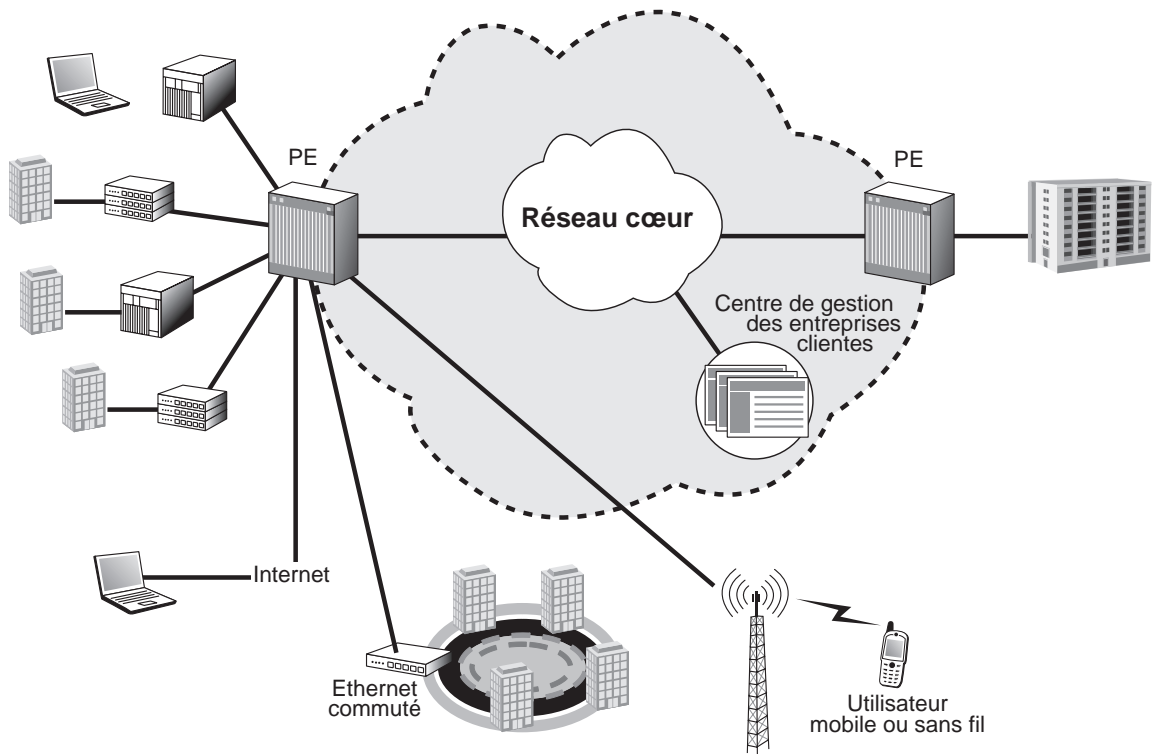 PE
PE
Réseau cœur
Centre de gestion
des entreprises
clientes
Internet
Ethernet
commuté
Utilisateur
mobile ou sans fil